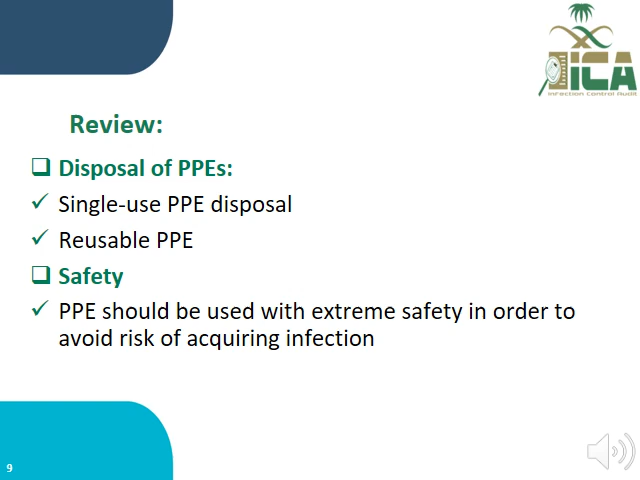 iCA
Infection Control Audit
Review:
Disposal of PPEs:
Single-use PPE disposal
Reusable PPE
Safety
PPE should be used with extreme safety in order to
avoid risk of acquiring infection
9